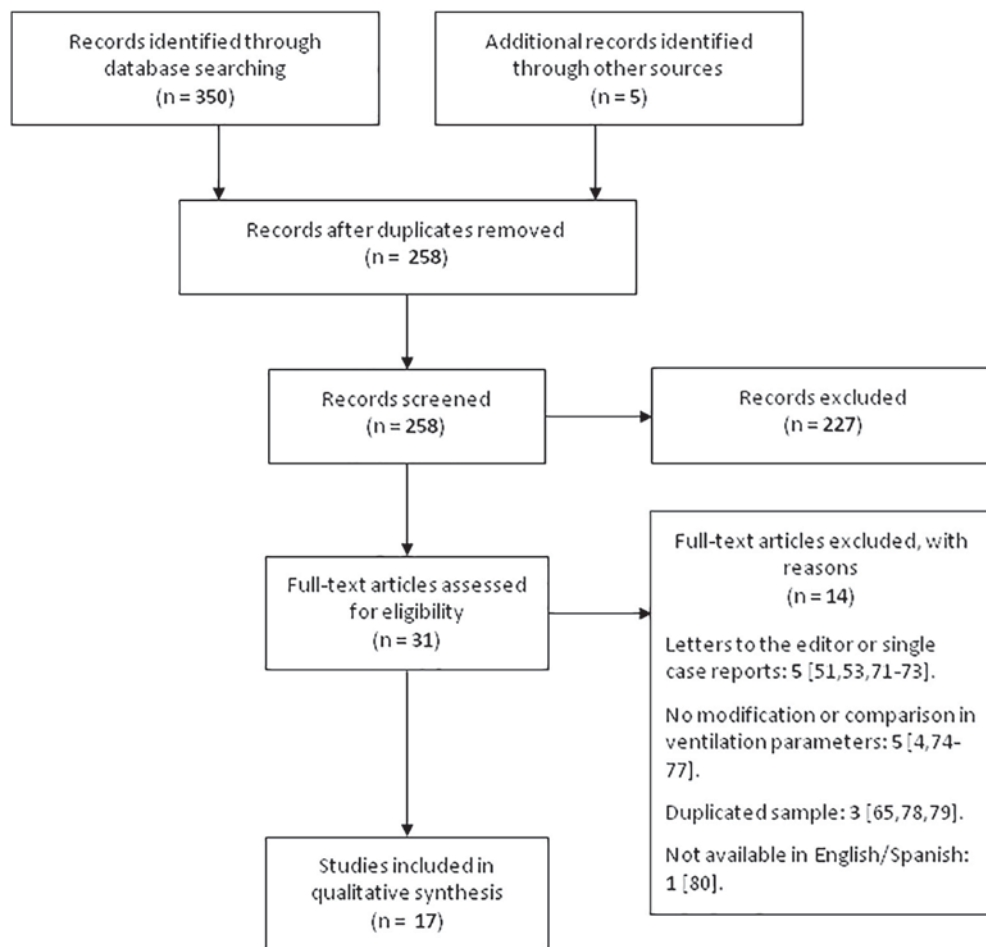 Records identified through
database searching
(n = 350)
Additional records identified
through other sources
(n = 5)
Records after duplicates removed
(n = 258)
Records screened
(n = 258)
Records excluded
(n = 227)
Full-text articles assessed
for eligibility
(n = 31)
Full-text articles excluded, with
reasons
(n = 14)
Letters to the editor or single
case reports: 5 [51,53,71-73].
No modification or comparison in
ventilation parameters: 5 [4,74-
77].
Duplicated sample: 3 [65,78,79].
Not available in English/Spanish:
1 [80].
Studies included in
qualitative synthesis
(n = 17)